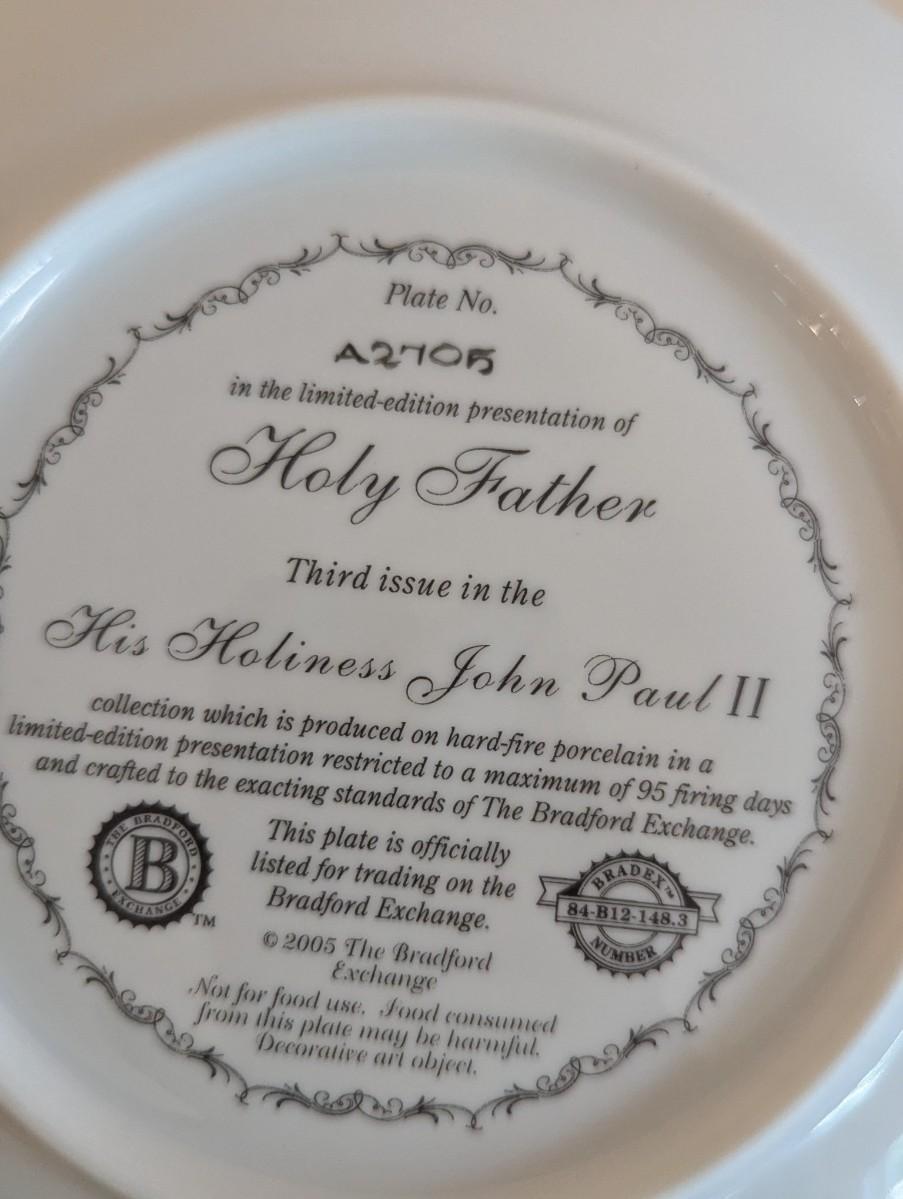 Plate No.
A2705
in the limited-edition presentation of
Holy Father
Third issue in the
His Holiness John Paul II
collection which is produced on hard-fire porcelain in a
limited-edition presentation restricted to a maximum of 95 firing days
and crafted to the exacting standards of The Bradford Exchange.
THE BRADFORD
B
EXCHANGE
TM
This plate is officially
listed for trading on the
Bradford Exchange.
BRADEX™
84-B12-148.3
NUMBER
© 2005 The Bradford
Exchange
Not for food use. Food consumed
from this plate may be harmful.
Decorative art object.